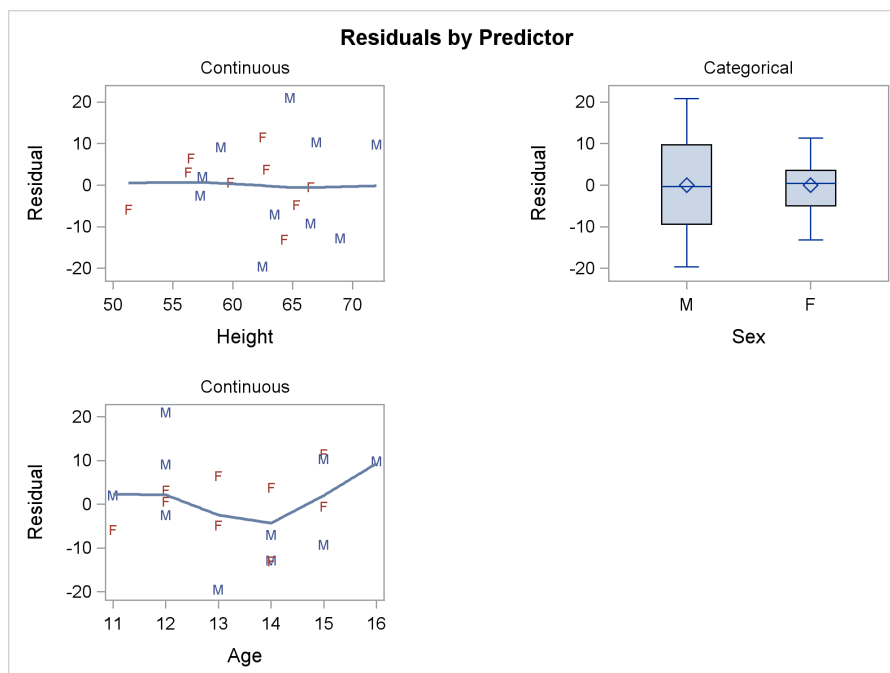 Residuals by Predictor
Continuous
Residual
20
10
0
-10
-20
F
F
F
M
M
M
F
F
F
M
M
F
M
F
M
F
M
M
M
50 55 60 65 70
Height
Categorical
Residual
20
10
0
-10
-20
M F
Sex
Continuous
Residual
20
10
0
-10
-20
M
F
M
M
F
F
M
F
F
M
F
M
M
F
F
M
F
M
M
11 12 13 14 15 16
Age